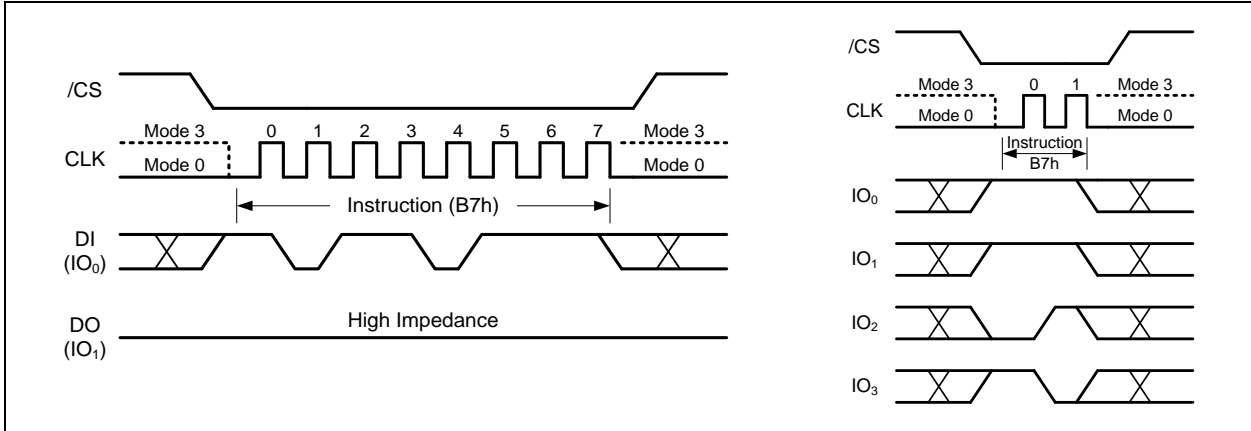 /CS
Mode 3 0 1 2 3 4 5 6 7 Mode 3
CLK Mode 0 Mode 0
Instruction (B7h)
DI
(IO₀)
DO
(IO₁)
High Impedance
/CS
Mode 3 0 1 Mode 3
CLK Mode 0 Mode 0
Instruction
B7h
IO₀
IO₁
IO₂
IO₃